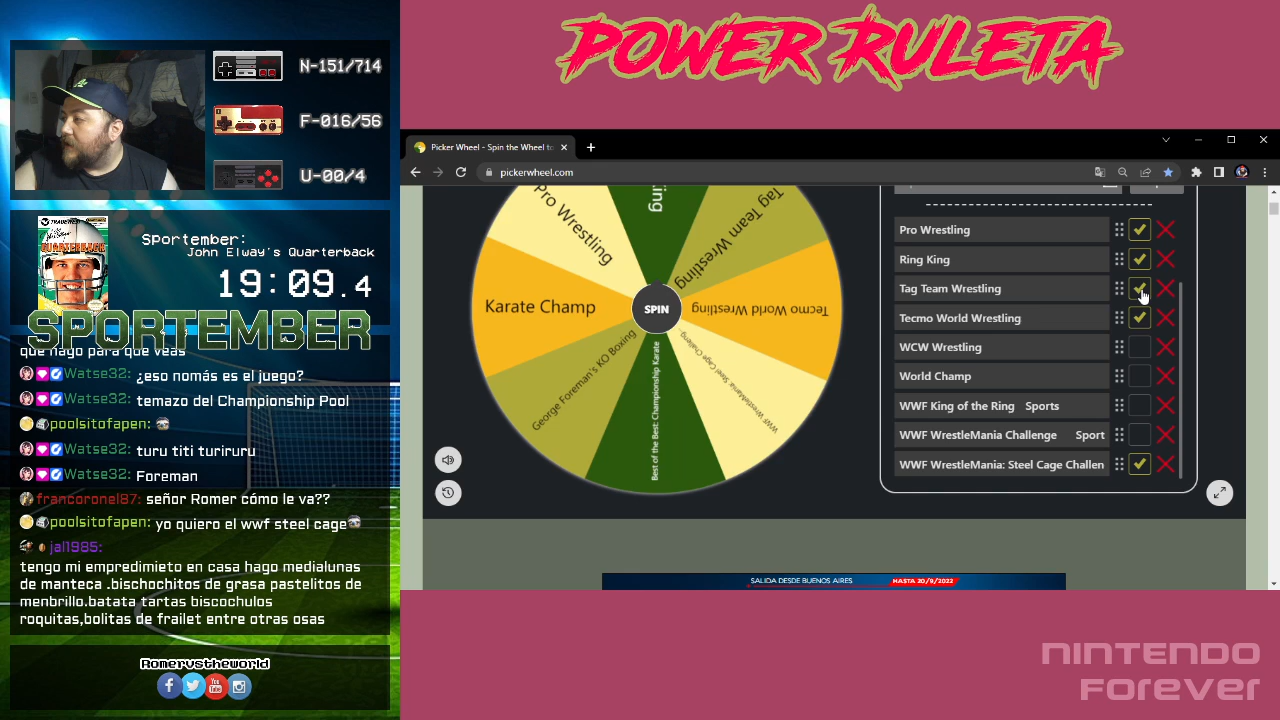 N-151/714
F-016/56
U-00/4
TRADEWEST
QUARTERBACK
SPortember:
John Elway's Quarterback
19:09.4
SPORTEMBER
que hago para que veas
Watse32: ¿eso nomás es el juego?
Watse32: temazo del Championship Pool
poolsitofapen:
Watse32: turu titi turiruru
Watse32: Foreman
francoronel87: señor Romer cómo le va??
poolsitofapen: yo quiero el wwf steel cage
jal1985:
tengo mi empredimieto en casa hago medialunas
de manteca .bischochitos de grasa pastelitos de
menbrillo.batata tartas biscochulos
roquitas,bolitas de frailet entre otras osas
Romervstheworld
POWER RULETA
Picker Wheel - Spin the Wheel to
pickerwheel.com
Pro Wrestling
Tag Team Wrestling
Karate Champ
SPIN
Tecmo World Wrestling
George Foreman's KO Boxing
Best of the Best: Championship Karate
WWF WrestleMania: Steel Cage Challeng
Pro Wrestling
Ring King
Tag Team Wrestling
Tecmo World Wrestling
WCW Wrestling
World Champ
WWF King of the Ring Sports
WWF WrestleMania Challenge Sport
WWF WrestleMania: Steel Cage Challen
SALIDA DESDE BUENOS AIRES
HASTA 20/9/2022
NINTENDO
Forever